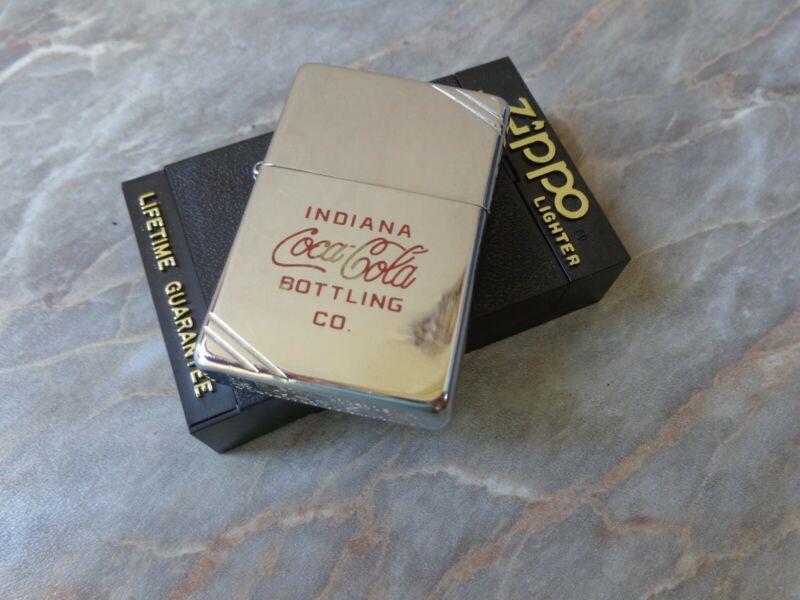 INDIANA
Coca-Cola
BOTTLING
CO.
Zippo
LIGHTER
LIFETIME GUARANTEE